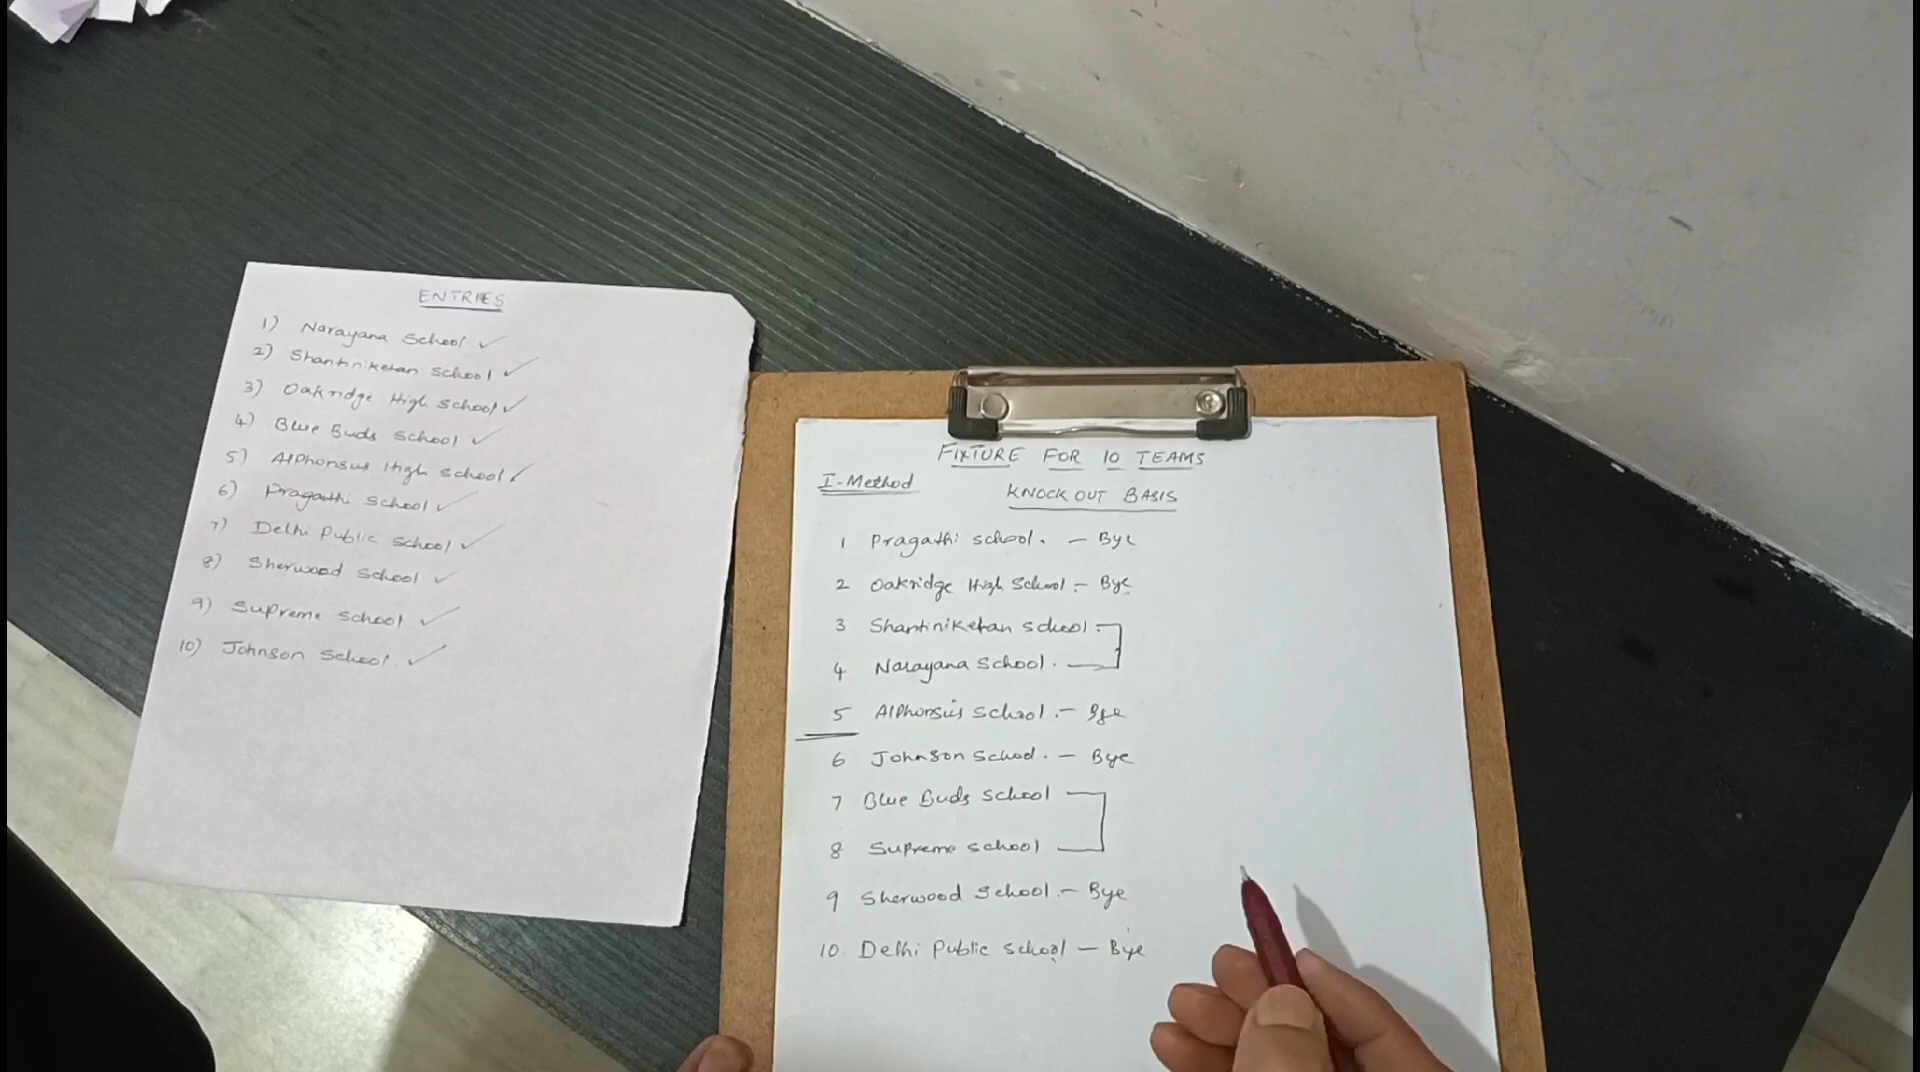 ENTRIES
1) Narayana School ✓
2) Shantiniketan School ✓
3) Oakridge High School ✓
4) Blue Buds School ✓
5) Alphonsus High School ✓
6) Pragathi School ✓
7) Delhi Public School ✓
8) Sherwood School ✓
9) Supreme School ✓
10) Johnson School. ✓
FIXTURE FOR 10 TEAMS
I-Method
KNOCK OUT BASIS
1 Pragathi School. - Bye
2 Oakridge High School - Bye
3 Shantiniketan School.
4 Narayana School.
5 Alphonsus School. - Bye
6 Johnson School. - Bye
7 Blue Buds School
8 Supreme School
9 Sherwood School. - Bye
10. Delhi Public School - Bye